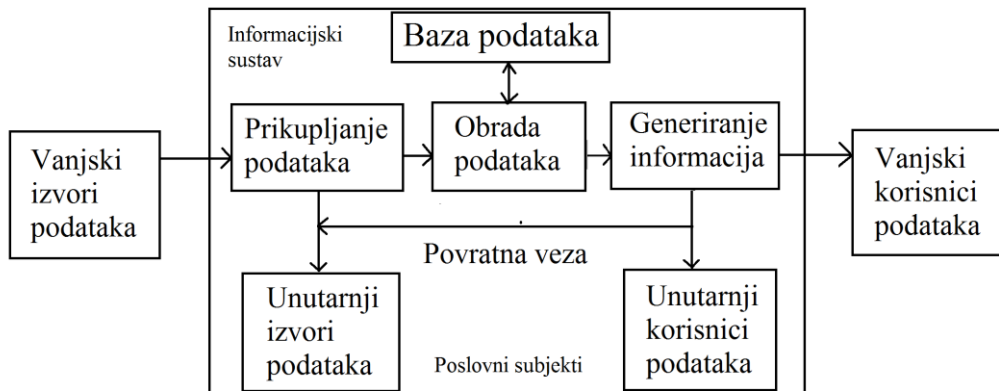 Informacijski
sustav
Baza podataka
Vanjski
izvori
podataka
Prikupljanje
podataka
Obrada
podataka
Generiranje
informacija
Vanjski
korisnici
podataka
Povratna veza
Unutarnji
izvori
podataka
Unutarnji
korisnici
podataka
Poslovni subjekti